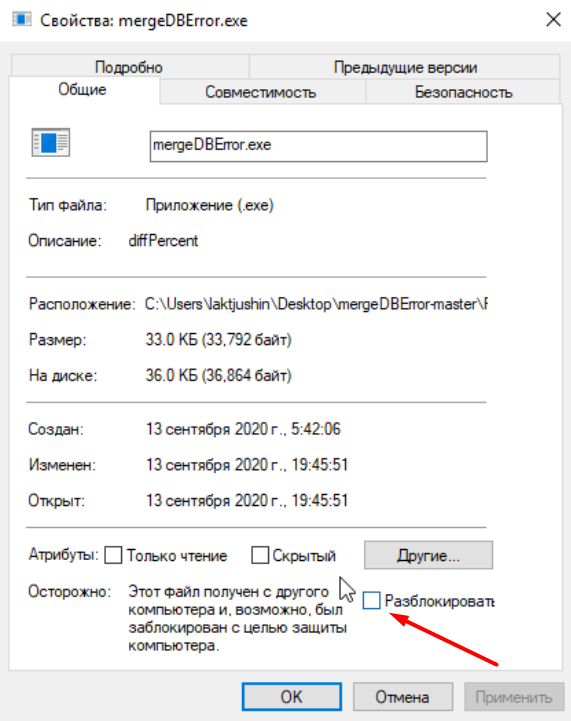 Свойства: mergeDBError.exe
Подробно
Предыдущие версии
Общие
Совместимость
Безопасность
mergeDBError.exe
Тип файла: Приложение (.exe)
Описание: diffPercent
Расположение: C:\Users\laktjushin\Desktop\mergeDBError-master\F
Размер: 33.0 КБ (33,792 байт)
На диске: 36.0 КБ (36,864 байт)
Создан: 13 сентября 2020 г., 5:42:06
Изменен: 13 сентября 2020 г., 19:45:51
Открыт: 13 сентября 2020 г., 19:45:51
Атрибуты: Только чтение Скрытый Другие...
Осторожно: Этот файл получен с другого
компьютера и, возможно, был
заблокирован с целью защиты
компьютера.
Разблокировать
ОК Отмена Применить